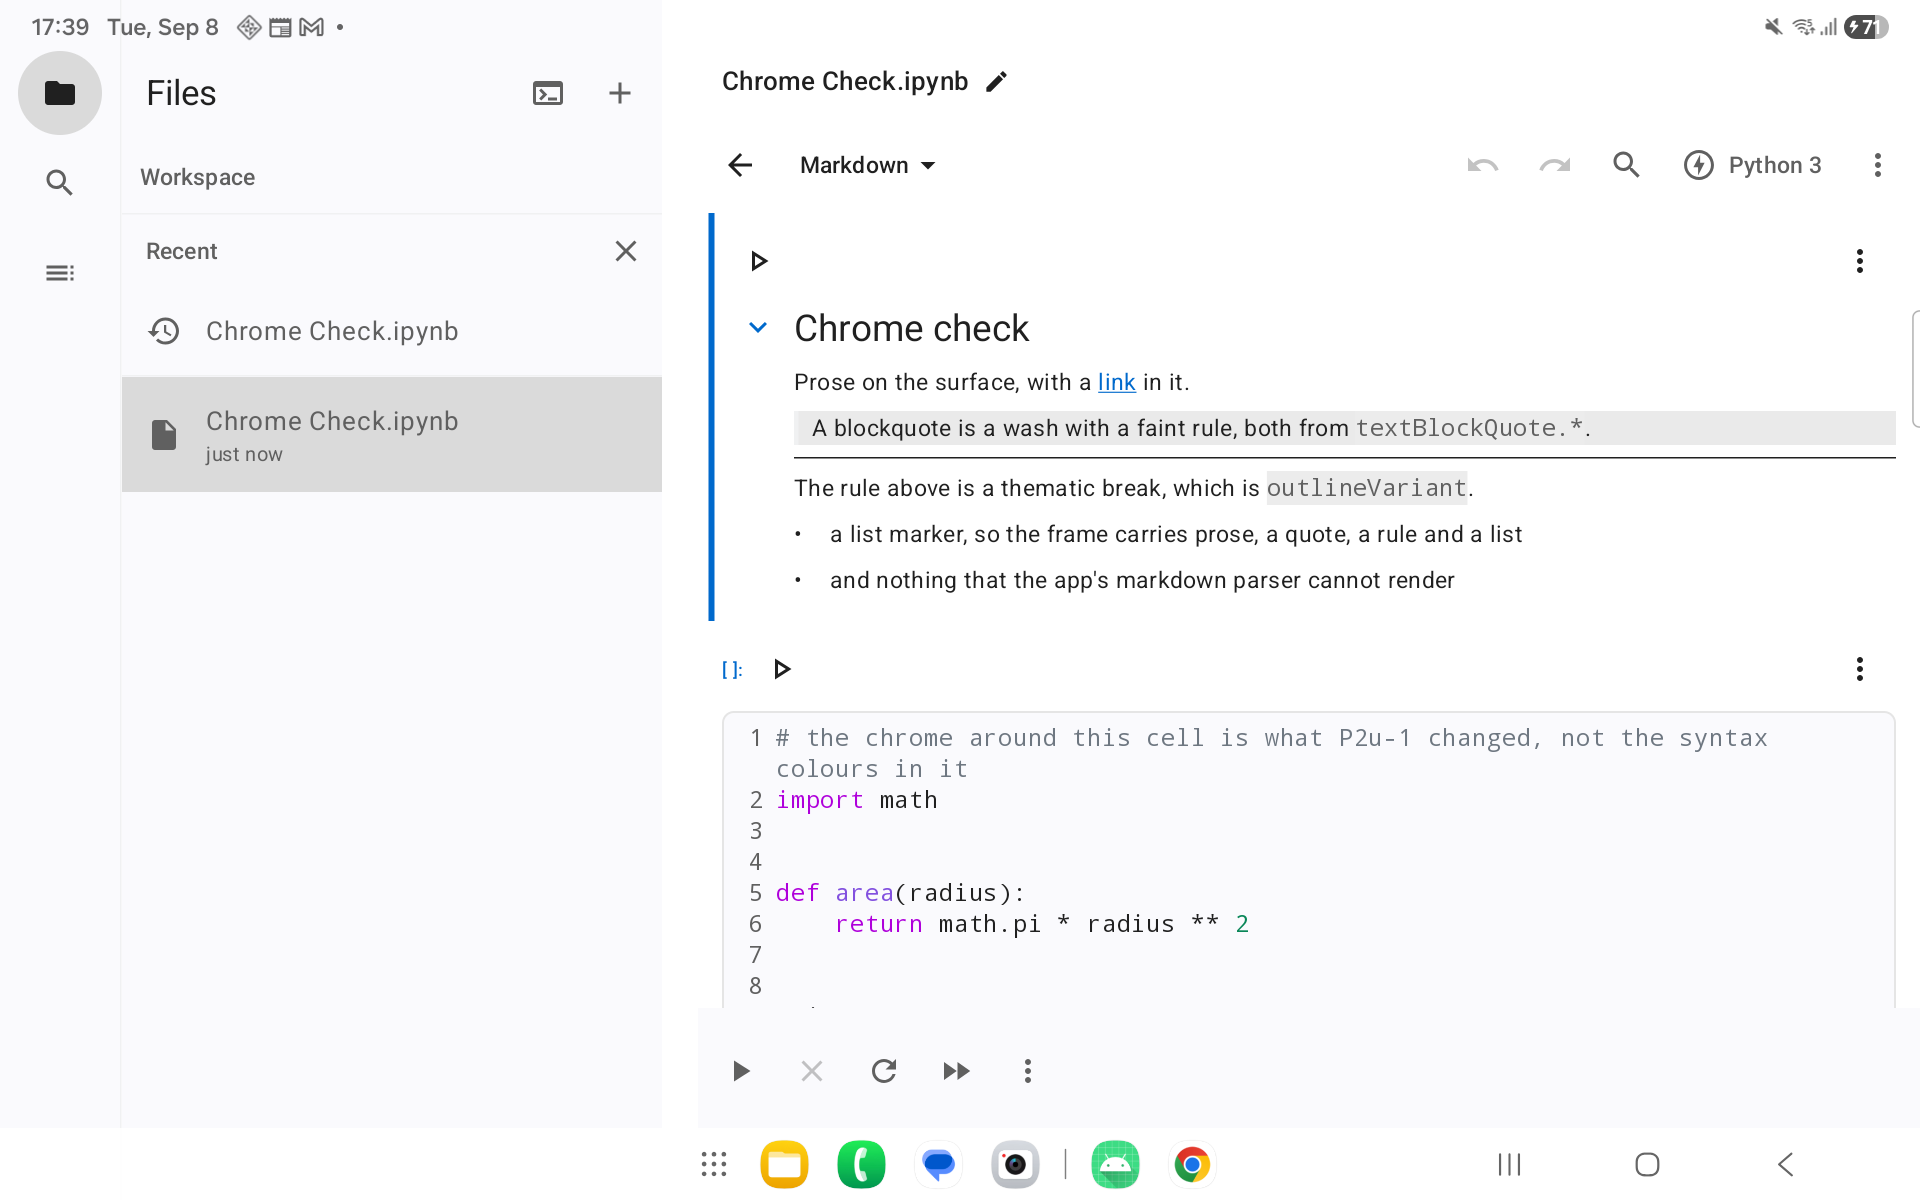 17:39 Tue, Sep 8
71
Files
Workspace
Recent
Chrome Check.ipynb
Chrome Check.ipynb
just now
Chrome Check.ipynb
Markdown
Python 3
Chrome check
Prose on the surface, with a link in it.
A blockquote is a wash with a faint rule, both from textBlockQuote.*.
The rule above is a thematic break, which is outlineVariant.
• a list marker, so the frame carries prose, a quote, a rule and a list
• and nothing that the app's markdown parser cannot render
[ ]:
1 # the chrome around this cell is what P2u-1 changed, not the syntax
colours in it
2 import math
3
4
5 def area(radius):
6     return math.pi * radius ** 2
7
8